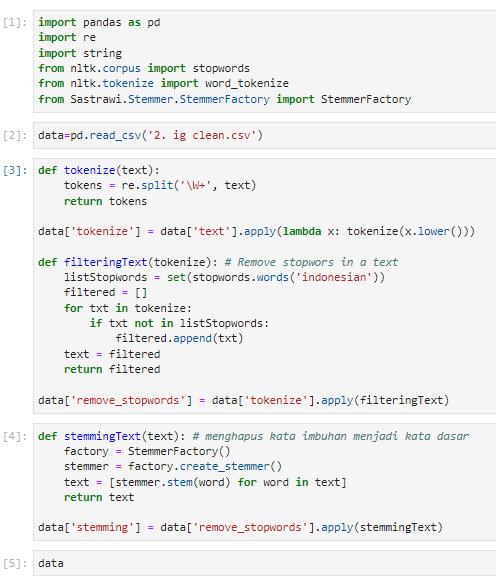 [1]: import pandas as pd
import re
import string
from nltk.corpus import stopwords
from nltk.tokenize import word_tokenize
from Sastrawi.Stemmer.StemmerFactory import StemmerFactory
[2]: data=pd.read_csv('2. ig clean.csv')
[3]: def tokenize(text):
    tokens = re.split('\W+', text)
    return tokens
data['tokenize'] = data['text'].apply(lambda x: tokenize(x.lower()))
def filteringText(tokenize): # Remove stopwors in a text
    listStopwords = set(stopwords.words('indonesian'))
    filtered = []
    for txt in tokenize:
        if txt not in listStopwords:
            filtered.append(txt)
    text = filtered
    return filtered
data['remove_stopwords'] = data['tokenize'].apply(filteringText)
[4]: def stemmingText(text): # menghapus kata imbuhan menjadi kata dasar
    factory = StemmerFactory()
    stemmer = factory.create_stemmer()
    text = [stemmer.stem(word) for word in text]
    return text
data['stemming'] = data['remove_stopwords'].apply(stemmingText)
[5]: data